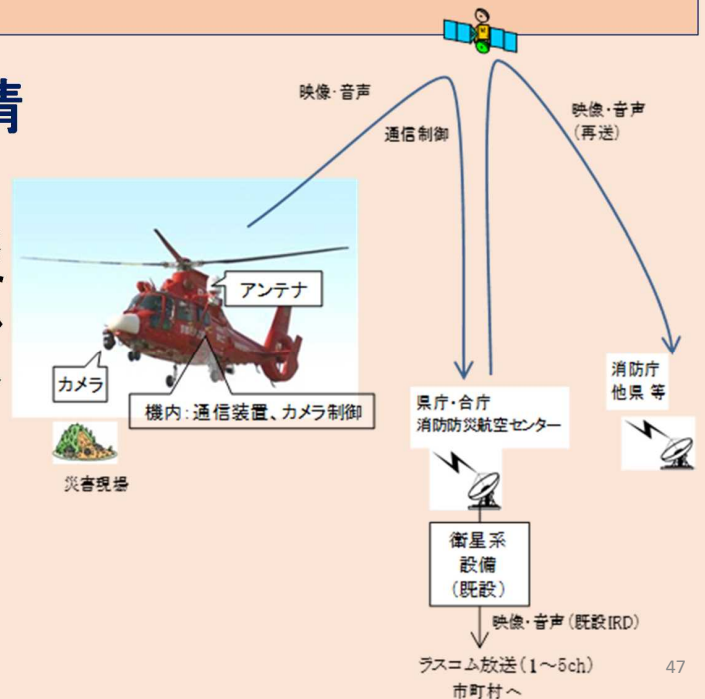 情
映像・音声
通信制御
映像・音声
(再送)
アンテナ
カメラ
機内:通信装置、カメラ制御
災害現場
県庁・合庁
消防防災航空センター
消防庁
他県 等
衛星系
設備
(既設)
映像・音声(既設IRD)
ラスコム放送(1～5ch)
市町村へ
47